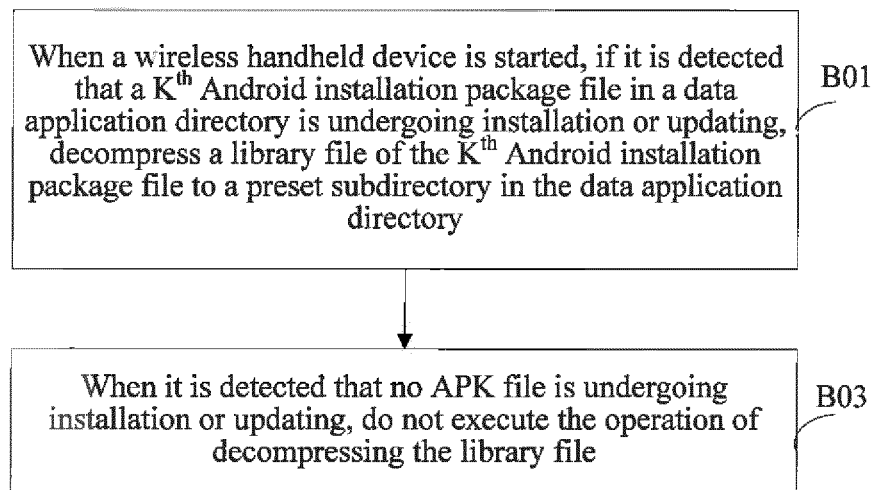 When a wireless handheld device is started, if it is detected
that a Kth Android installation package file in a data
application directory is undergoing installation or updating,
decompress a library file of the Kth Android installation
package file to a preset subdirectory in the data application
directory
B01
When it is detected that no APK file is undergoing
installation or updating, do not execute the operation of
decompressing the library file
B03